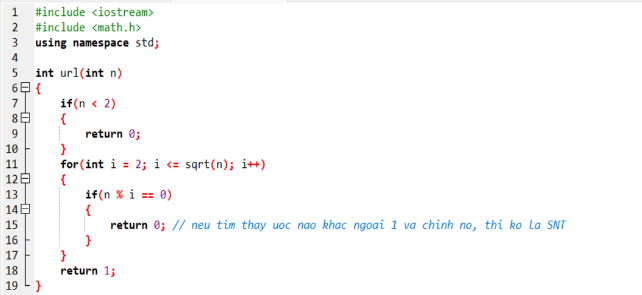 1 #include <iostream>
2 #include <math.h>
3 using namespace std;
4
5 int url(int n)
6 {
7 if(n < 2)
8 {
9 return 0;
10 }
11 for(int i = 2; i <= sqrt(n); i++)
12 {
13 if(n % i == 0)
14 {
15 return 0; // neu tim thay uoc nao khac ngoai 1 va chinh no, thi ko la SNT
16 }
17 }
18 return 1;
19 }